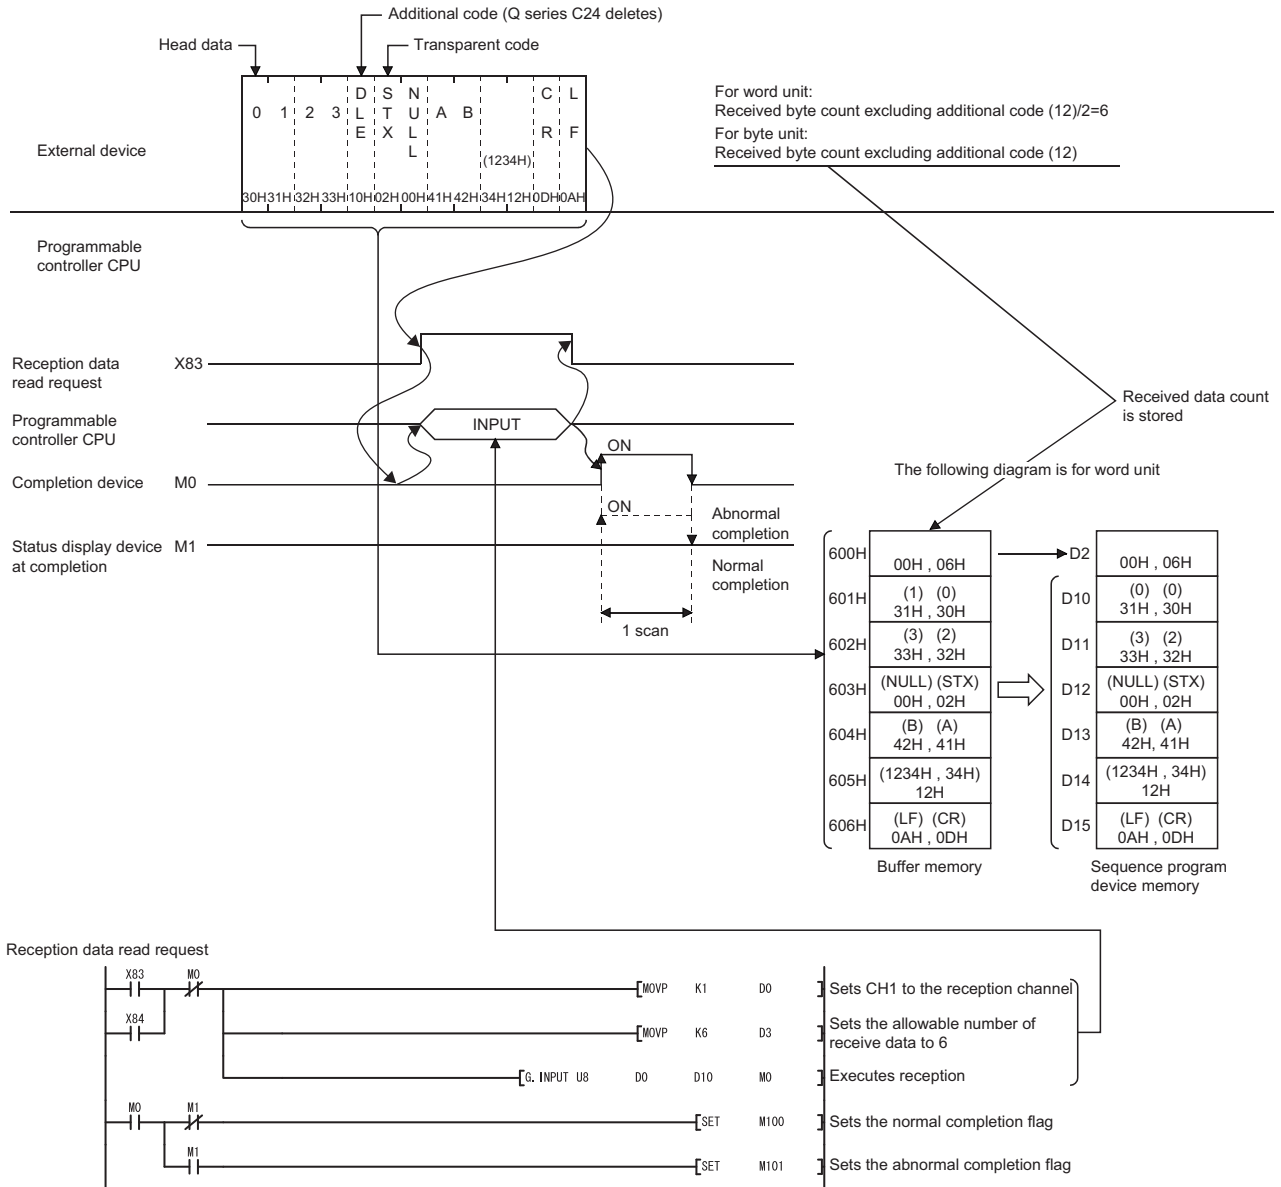 Additional code (Q series C24 deletes)
Head data
Transparent code
0 1 2 3 DLE STX NULL A B (1234H) CR LF
30H 31H 32H 33H 10H 02H 00H 41H 42H 34H 12H 0DH 0AH
External device
For word unit:
Received byte count excluding additional code (12)/2=6
For byte unit:
Received byte count excluding additional code (12)
Programmable
controller CPU
Reception data
read request
X83
Programmable
controller CPU
INPUT
Received data count
is stored
ON
Completion device M0
The following diagram is for word unit
ON
Abnormal
completion
Status display device
at completion
M1
Normal
completion
1 scan
600H
00H , 06H
D2
00H , 06H
601H
(1) (0)
31H , 30H
D10
(0) (0)
31H , 30H
602H
(3) (2)
33H , 32H
D11
(3) (2)
33H , 32H
603H
(NULL) (STX)
00H , 02H
D12
(NULL) (STX)
00H , 02H
604H
(B) (A)
42H , 41H
D13
(B) (A)
42H, 41H
605H
(1234H , 34H)
12H
D14
(1234H , 34H)
12H
606H
(LF) (CR)
0AH , 0DH
D15
(LF) (CR)
0AH , 0DH
Buffer memory
Sequence program
device memory
Reception data read request
X83 M0
MOVP K1 D0
Sets CH1 to the reception channel
X84
MOVP K6 D3
Sets the allowable number of
receive data to 6
G. INPUT U8 D0 D10 M0
Executes reception
M0 M1
SET M100
Sets the normal completion flag
M1
SET M101
Sets the abnormal completion flag